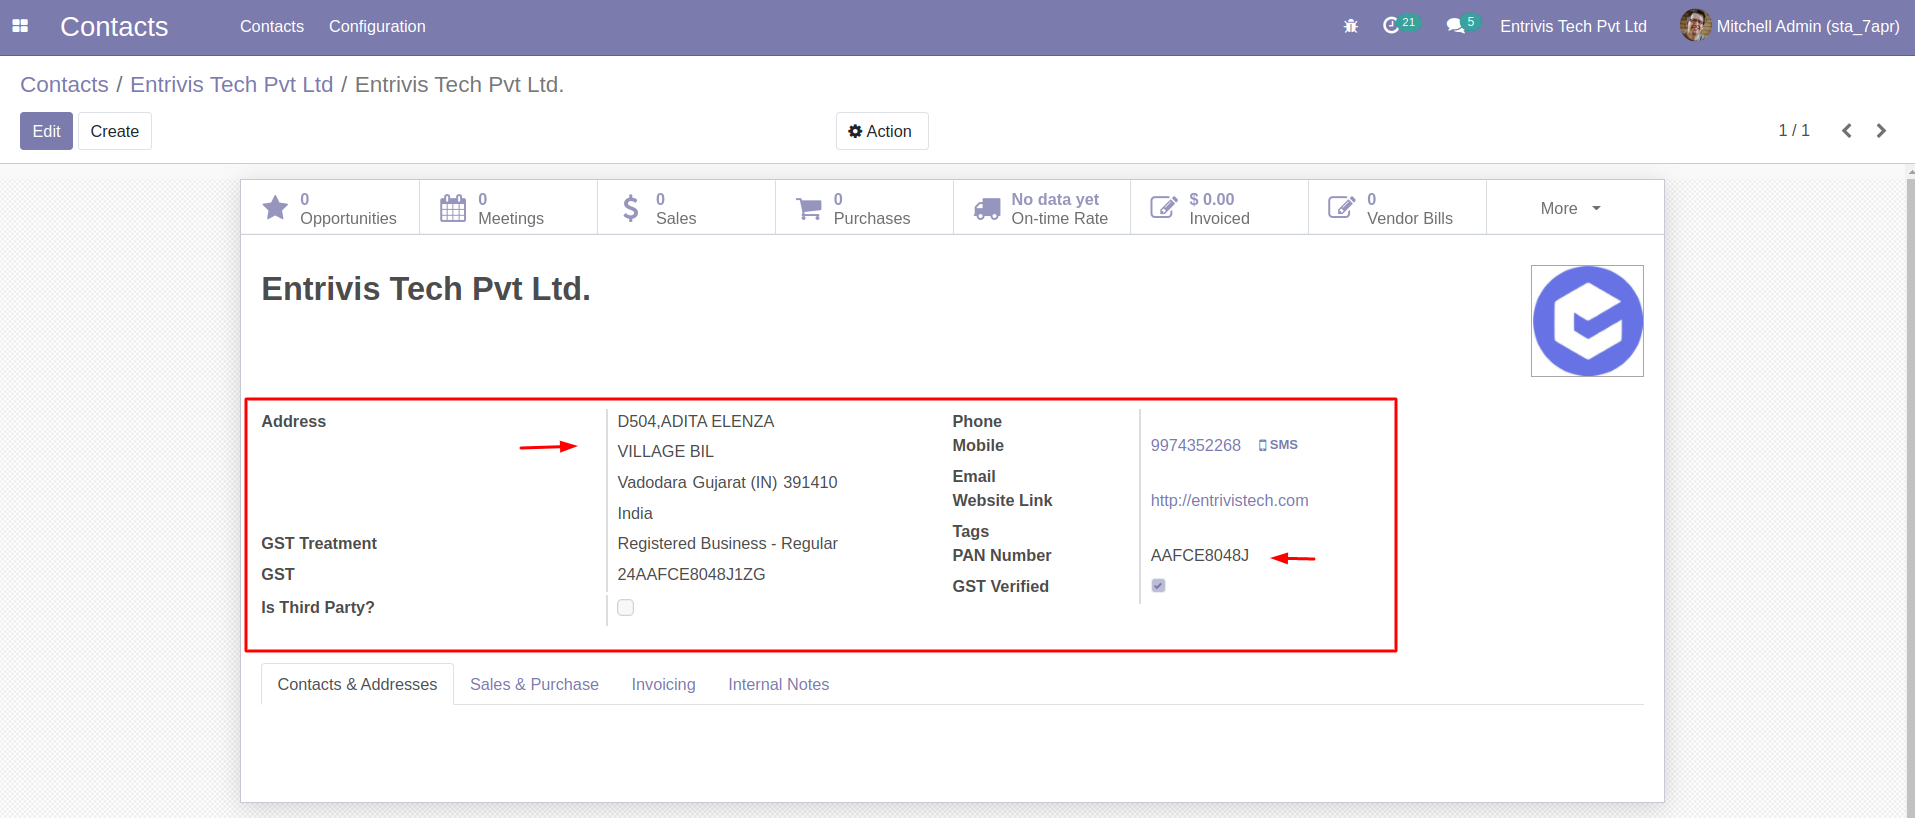 Contacts
Contacts
Configuration
21
5
Entrivis Tech Pvt Ltd
Mitchell Admin (sta_7apr)
Contacts / Entrivis Tech Pvt Ltd / Entrivis Tech Pvt Ltd.
Edit
Create
Action
1 / 1
0
Opportunities
0
Meetings
0
Sales
0
Purchases
No data yet
On-time Rate
$ 0.00
Invoiced
0
Vendor Bills
More
Entrivis Tech Pvt Ltd.
Address
D504,ADITA ELENZA
VILLAGE BIL
Vadodara Gujarat (IN) 391410
India
GST Treatment
Registered Business - Regular
GST
24AAFCE8048J1ZG
Is Third Party?
Phone
Mobile
9974352268
SMS
Email
Website Link
http://entrivistech.com
Tags
PAN Number
AAFCE8048J
GST Verified
Contacts & Addresses
Sales & Purchase
Invoicing
Internal Notes